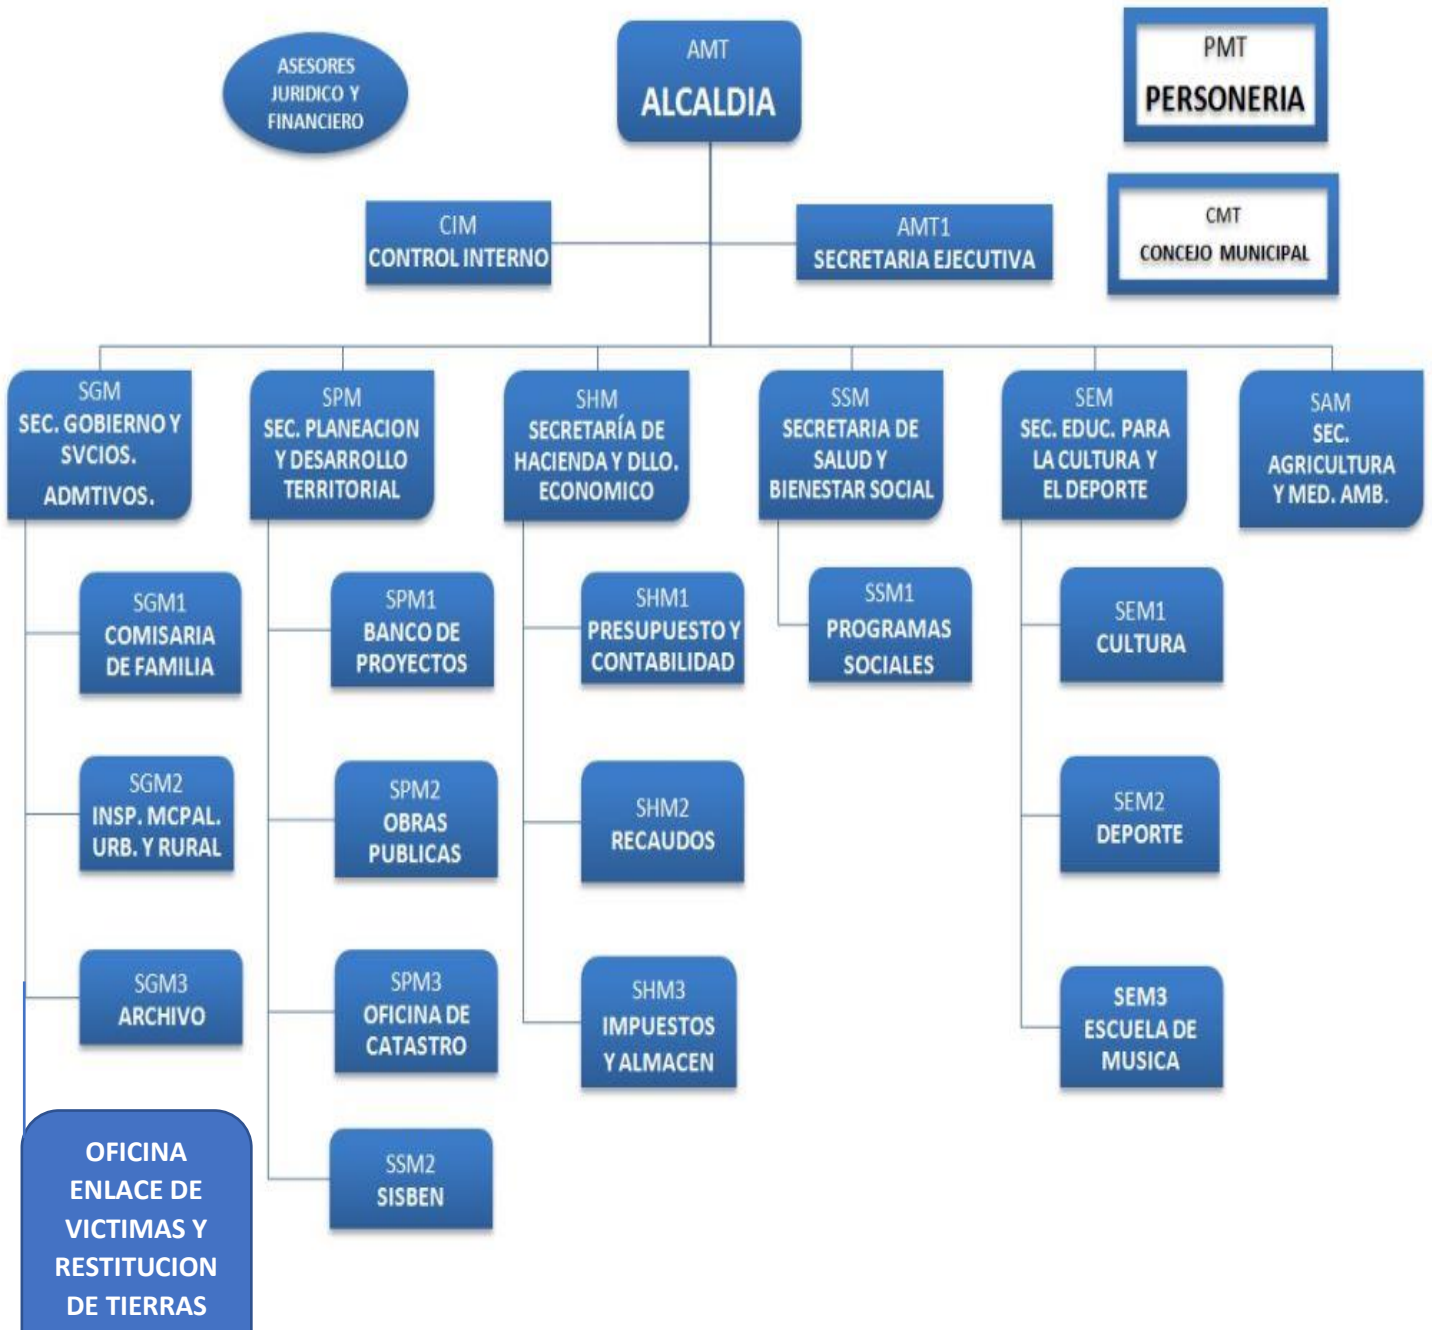 ASESORES
JURIDICO Y
FINANCIERO
AMT
ALCALDIA
PMT
PERSONERIA
CIM
CONTROL INTERNO
AMT1
SECRETARIA EJECUTIVA
CMT
CONCEJO MUNICIPAL
SGM
SEC. GOBIERNO Y
SVCIOS.
ADMTIVOS.
SPM
SEC. PLANEACION
Y DESARROLLO
TERRITORIAL
SHM
SECRETARÍA DE
HACIENDA Y DLLO.
ECONOMICO
SSM
SECRETARIA DE
SALUD Y
BIENESTAR SOCIAL
SEM
SEC. EDUC. PARA
LA CULTURA Y
EL DEPORTE
SAM
SEC.
AGRICULTURA
Y MED. AMB.
SGM1
COMISARIA
DE FAMILIA
SPM1
BANCO DE
PROYECTOS
SHM1
PRESUPUESTO Y
CONTABILIDAD
SSM1
PROGRAMAS
SOCIALES
SEM1
CULTURA
SGM2
INSP. MCPAL.
URB. Y RURAL
SPM2
OBRAS
PUBLICAS
SHM2
RECAUDOS
SEM2
DEPORTE
SGM3
ARCHIVO
SPM3
OFICINA DE
CATASTRO
SHM3
IMPUESTOS
Y ALMACEN
SEM3
ESCUELA DE
MUSICA
OFICINA
ENLACE DE
VICTIMAS Y
RESTITUCION
DE TIERRAS
SSM2
SISBEN